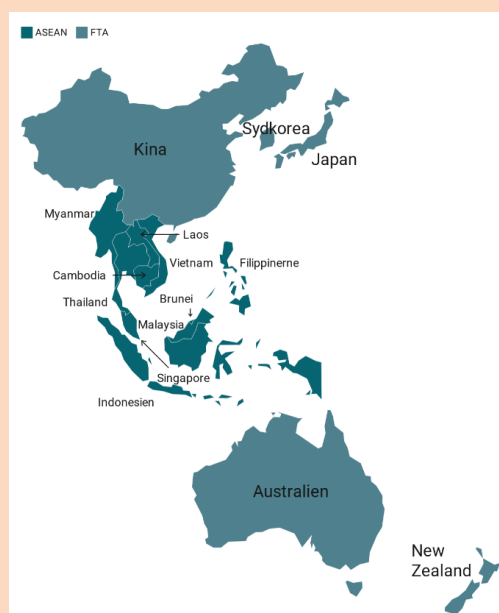 ASEAN FTA
Sydkorea
Kina
Japan
Myanmar
Laos
Vietnam
Filippinerne
Cambodia
Brunei
Thailand
Malaysia
Singapore
Indonesien
Australien
New
Zealand